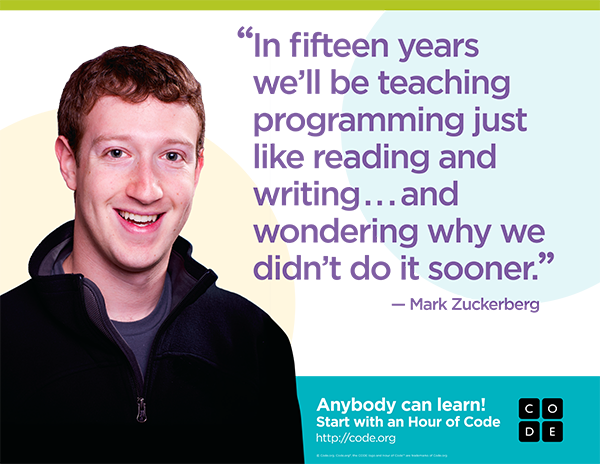 “In fifteen years
we’ll be teaching
programming just
like reading and
writing...and
wondering why we
didn’t do it sooner.”
— Mark Zuckerberg
Anybody can learn!
Start with an Hour of Code
http://code.org
C O
D E